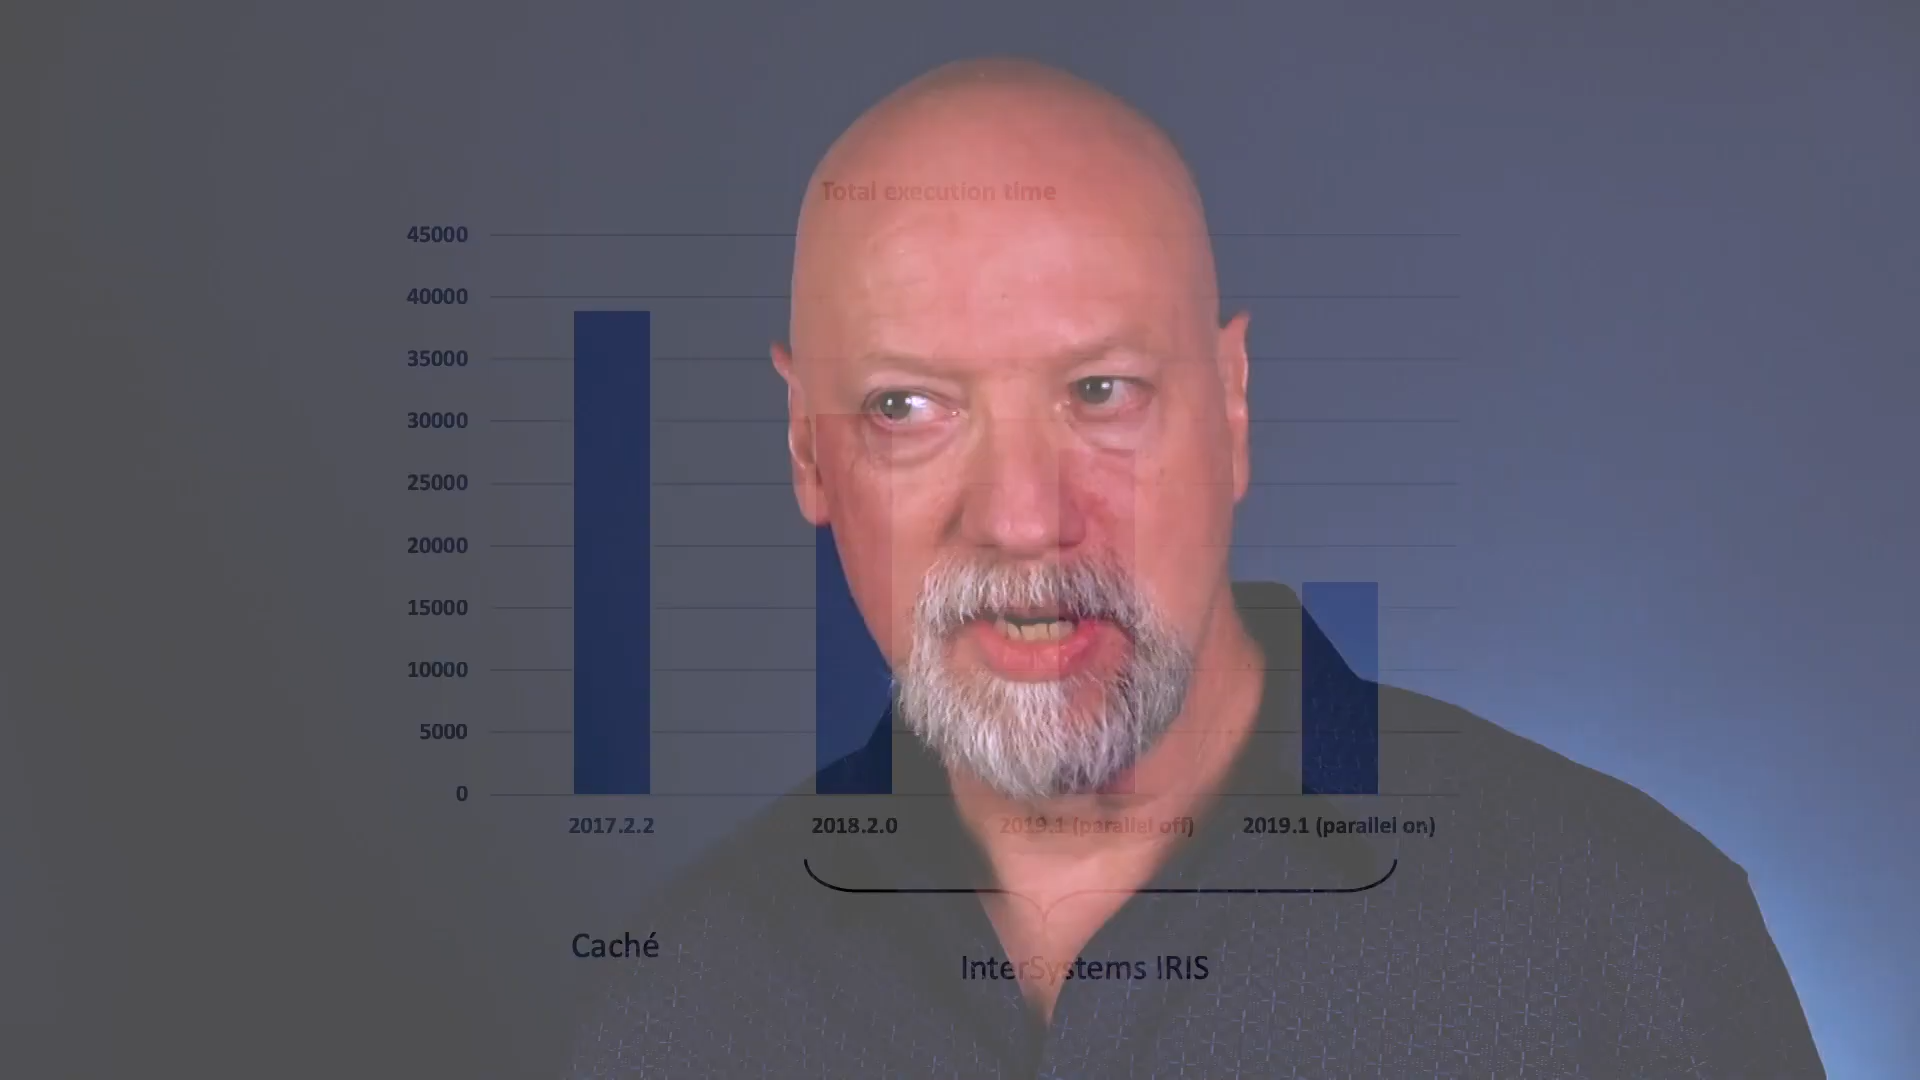 Total execution time
45000
40000
35000
30000
25000
20000
15000
10000
5000
0
2017.2.2
2018.2.0
2019.1 (parallel off)
2019.1 (parallel on)
Caché
InterSystems IRIS